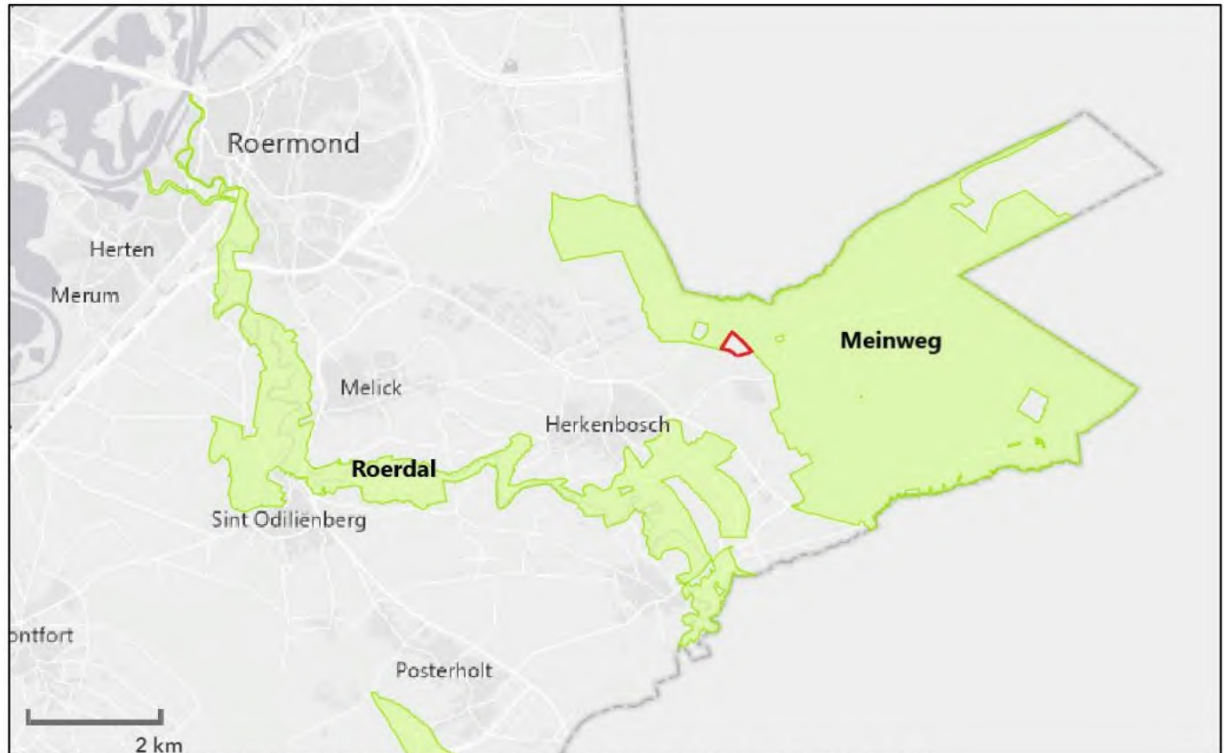 Roermond
Herten
Merum
Meinweg
Melick
Herkenbosch
Roerdal
Sint Odiliënberg
ontfort
Posterholt
2 km